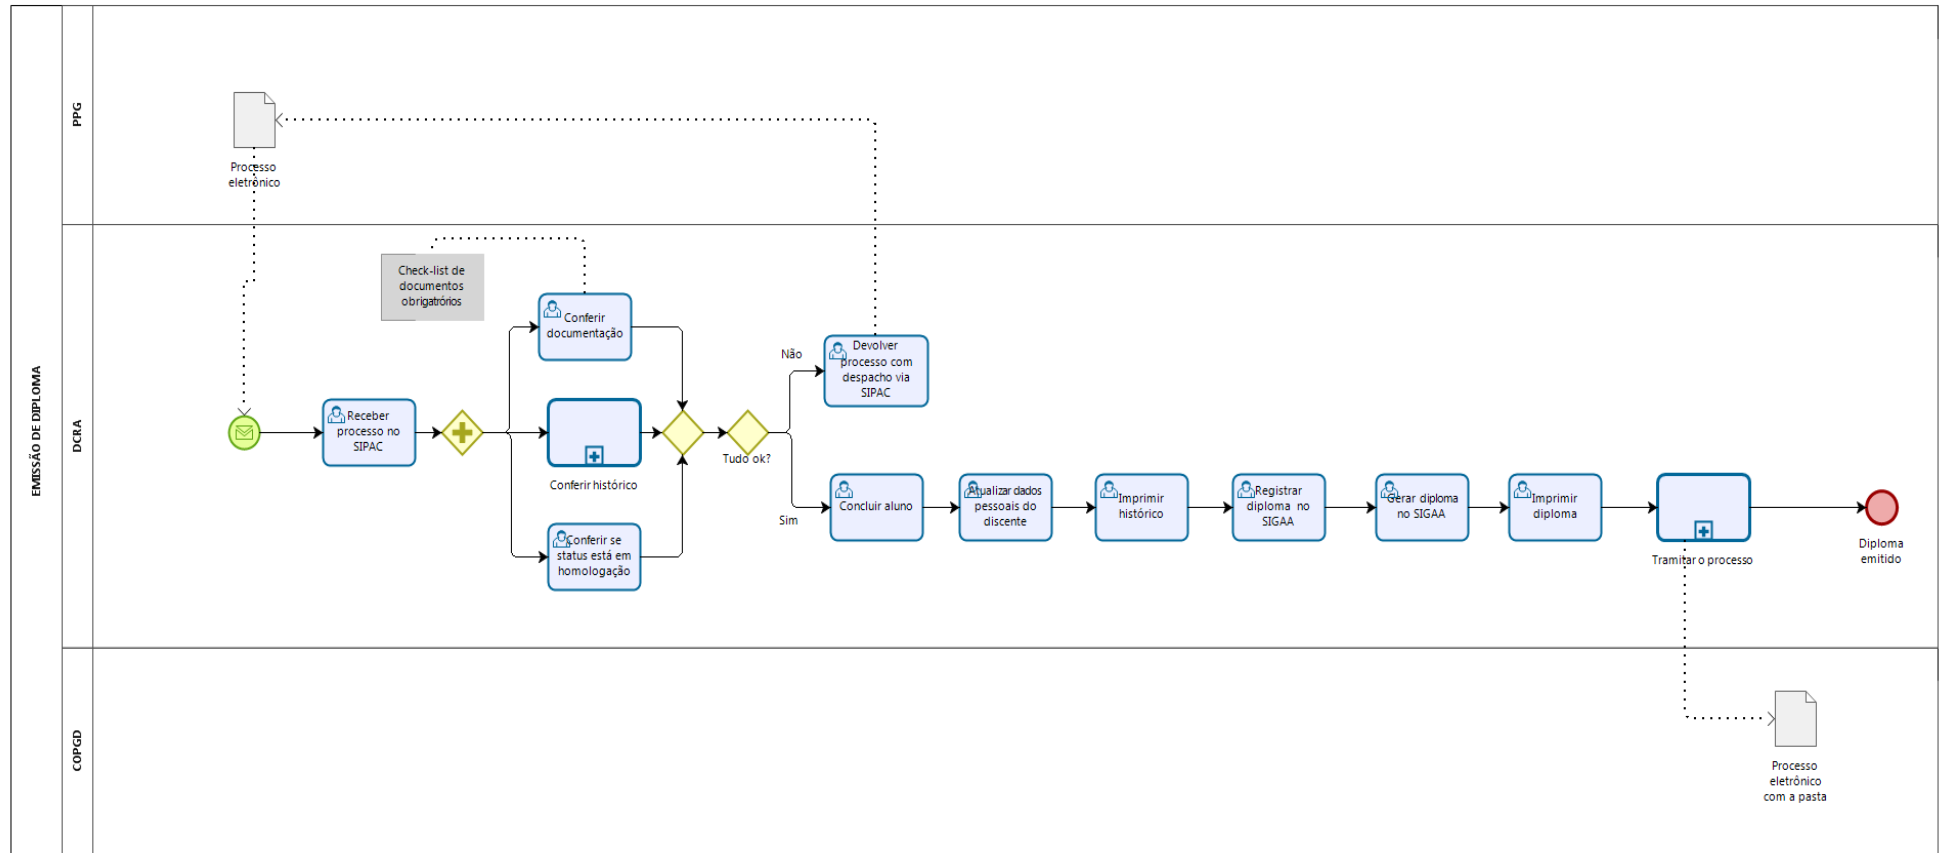 EMISSÃO DE DIPLOMA
PPG
Processo
eletrônico
DCRA
Check-list de
documentos
obrigatrórios
Conferir
documentação
Receber
processo no
SIPAC
Conferir histórico
Conferir se
status está em
homologação
Tudo ok?
Não
Devolver
processo com
despacho via
SIPAC
Sim
Concluir aluno
Atualizar dados
pessoais do
discente
Imprimir
histórico
Registrar
diploma no
SIGAA
Gerar diploma
no SIGAA
Imprimir
diploma
Tramitar o processo
Diploma
emitido
COPGD
Processo
eletrônico
com a pasta